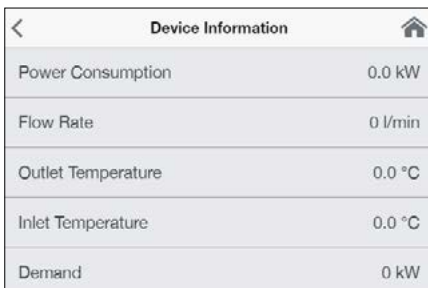 Device Information
Power Consumption 0.0 kW
Flow Rate 0 l/min
Outlet Temperature 0.0 °C
Inlet Temperature 0.0 °C
Demand 0 kW